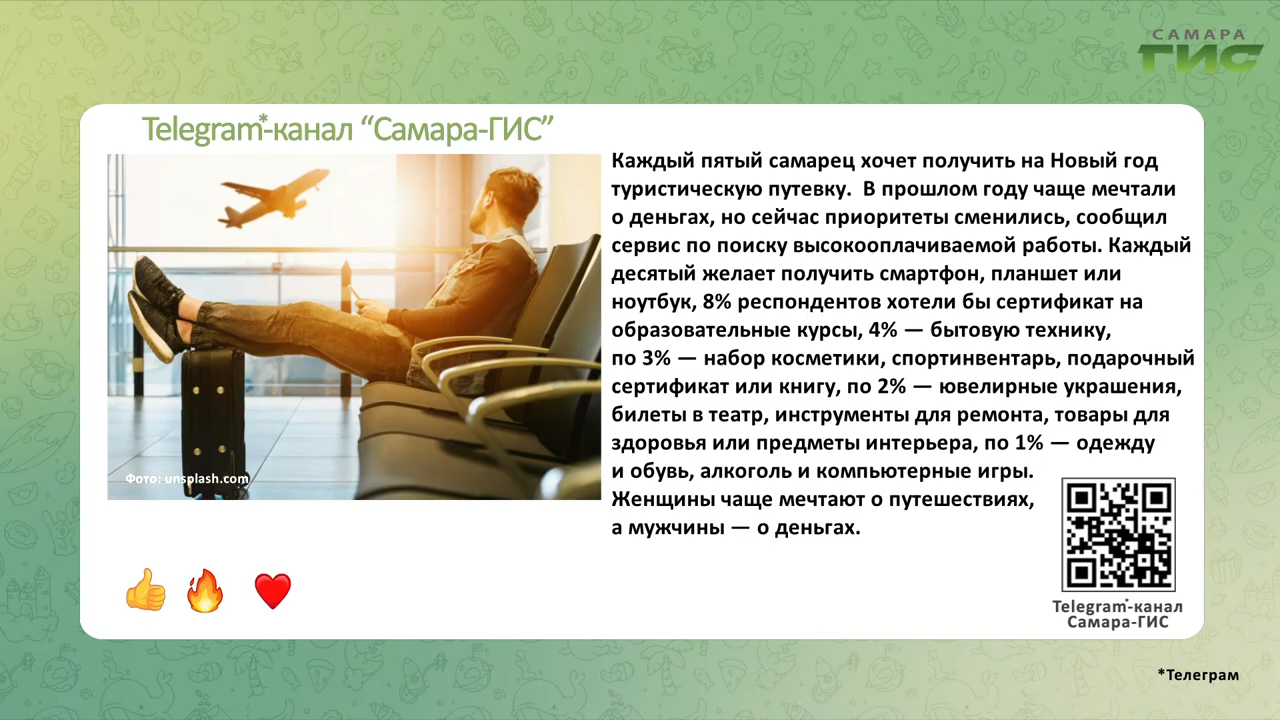 САМАРА
ГИС
Telegram*-канал “Самара-ГИС”
Каждый пятый самарец хочет получить на Новый год
туристическую путевку. В прошлом году чаще мечтали
о деньгах, но сейчас приоритеты сменились, сообщил
сервис по поиску высокооплачиваемой работы. Каждый
десятый желает получить смартфон, планшет или
ноутбук, 8% респондентов хотели бы сертификат на
образовательные курсы, 4% — бытовую технику,
по 3% — набор косметики, спортинвентарь, подарочный
сертификат или книгу, по 2% — ювелирные украшения,
билеты в театр, инструменты для ремонта, товары для
здоровья или предметы интерьера, по 1% — одежду
и обувь, алкоголь и компьютерные игры.
Женщины чаще мечтают о путешествиях,
а мужчины — о деньгах.
Фото: unsplash.com
Telegram*-канал
Самара-ГИС
*Телеграм